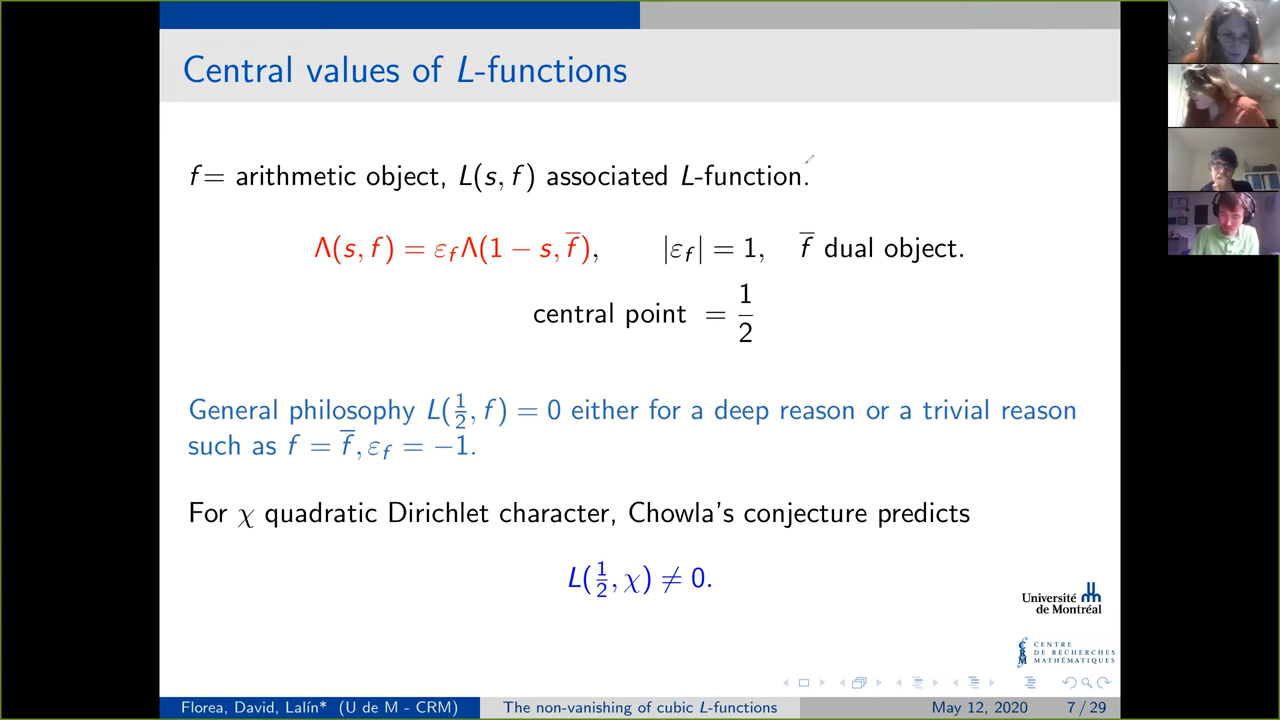 Central values of L-functions
f = arithmetic object, L(s, f) associated L-function.
Λ(s, f) = ε_f Λ(1 − s, f̅), |ε_f| = 1, f̅ dual object.
central point = 1/2
General philosophy L(1/2, f) = 0 either for a deep reason or a trivial reason
such as f = f̅, ε_f = −1.
For χ quadratic Dirichlet character, Chowla's conjecture predicts
L(1/2, χ) ≠ 0.
Université
de Montréal
CRM
CENTRE
DE RECHERCHES
MATHÉMATIQUES
Florea, David, Lalín* (U de M - CRM) The non-vanishing of cubic L-functions May 12, 2020 7 / 29